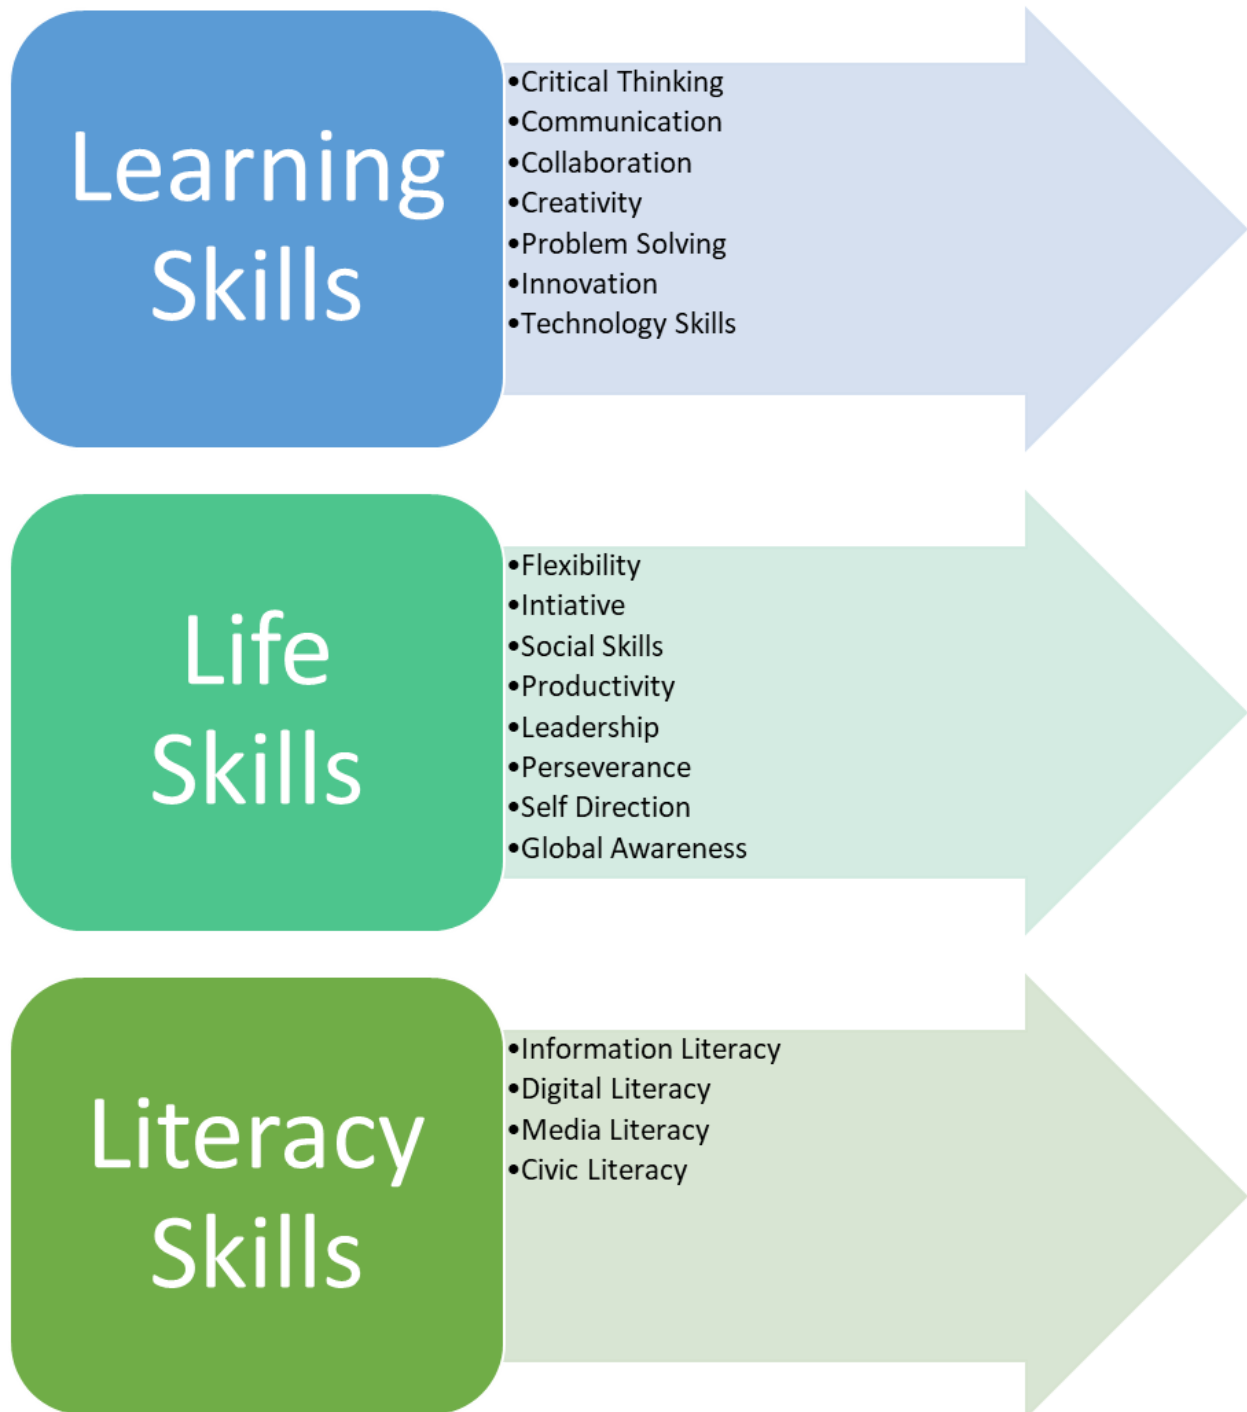 Learning
Skills
•Critical Thinking
•Communication
•Collaboration
•Creativity
•Problem Solving
•Innovation
•Technology Skills
Life
Skills
•Flexibility
•Intiative
•Social Skills
•Productivity
•Leadership
•Perseverance
•Self Direction
•Global Awareness
Literacy
Skills
•Information Literacy
•Digital Literacy
•Media Literacy
•Civic Literacy